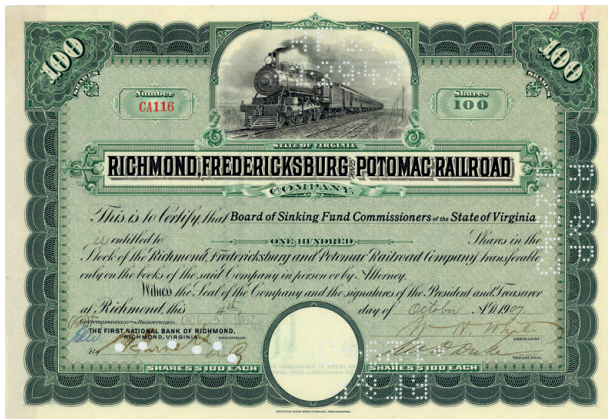 100
100
Number
CA116
Shares
100
STATE OF VIRGINIA
RICHMOND, FREDERICKSBURG AND POTOMAC RAILROAD
COMPANY.
This is to Certify, that Board of Sinking Fund Commissioners of the State of Virginia
is entitled to ONE HUNDRED Shares in the
Stock of the Richmond, Fredericksburg and Potomac Railroad Company transferable
only on the books of the said Company in person or by Attorney.
Witness the Seal of the Company and the signatures of the President and Treasurer
at Richmond, this 4th day of October A.D. 1907.
THE FIRST NATIONAL BANK OF RICHMOND,
RICHMOND, VIRGINIA.
PRESIDENT
By
TREASURER
SHARES $100 EACH
SHARES $100 EACH